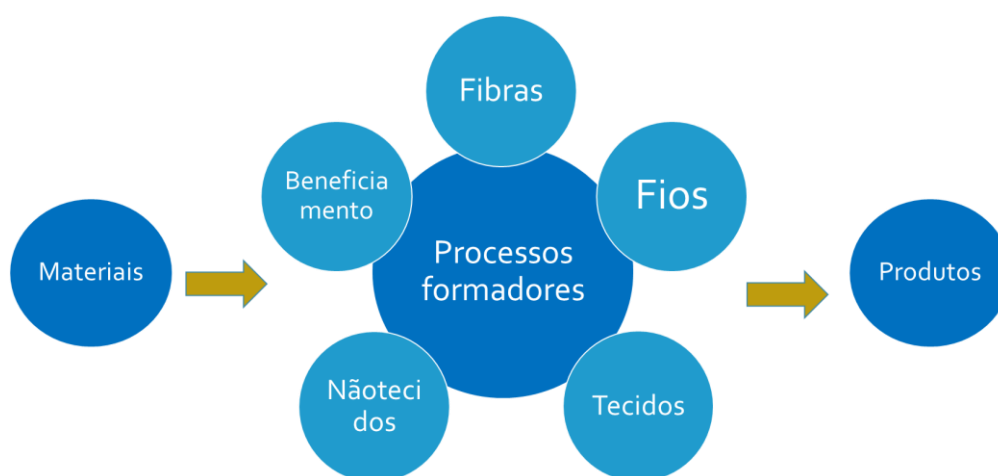 Fibras
Beneficia
mento
Fios
Materiais
Processos
formadores
Produtos
Nãoteci
dos
Tecidos